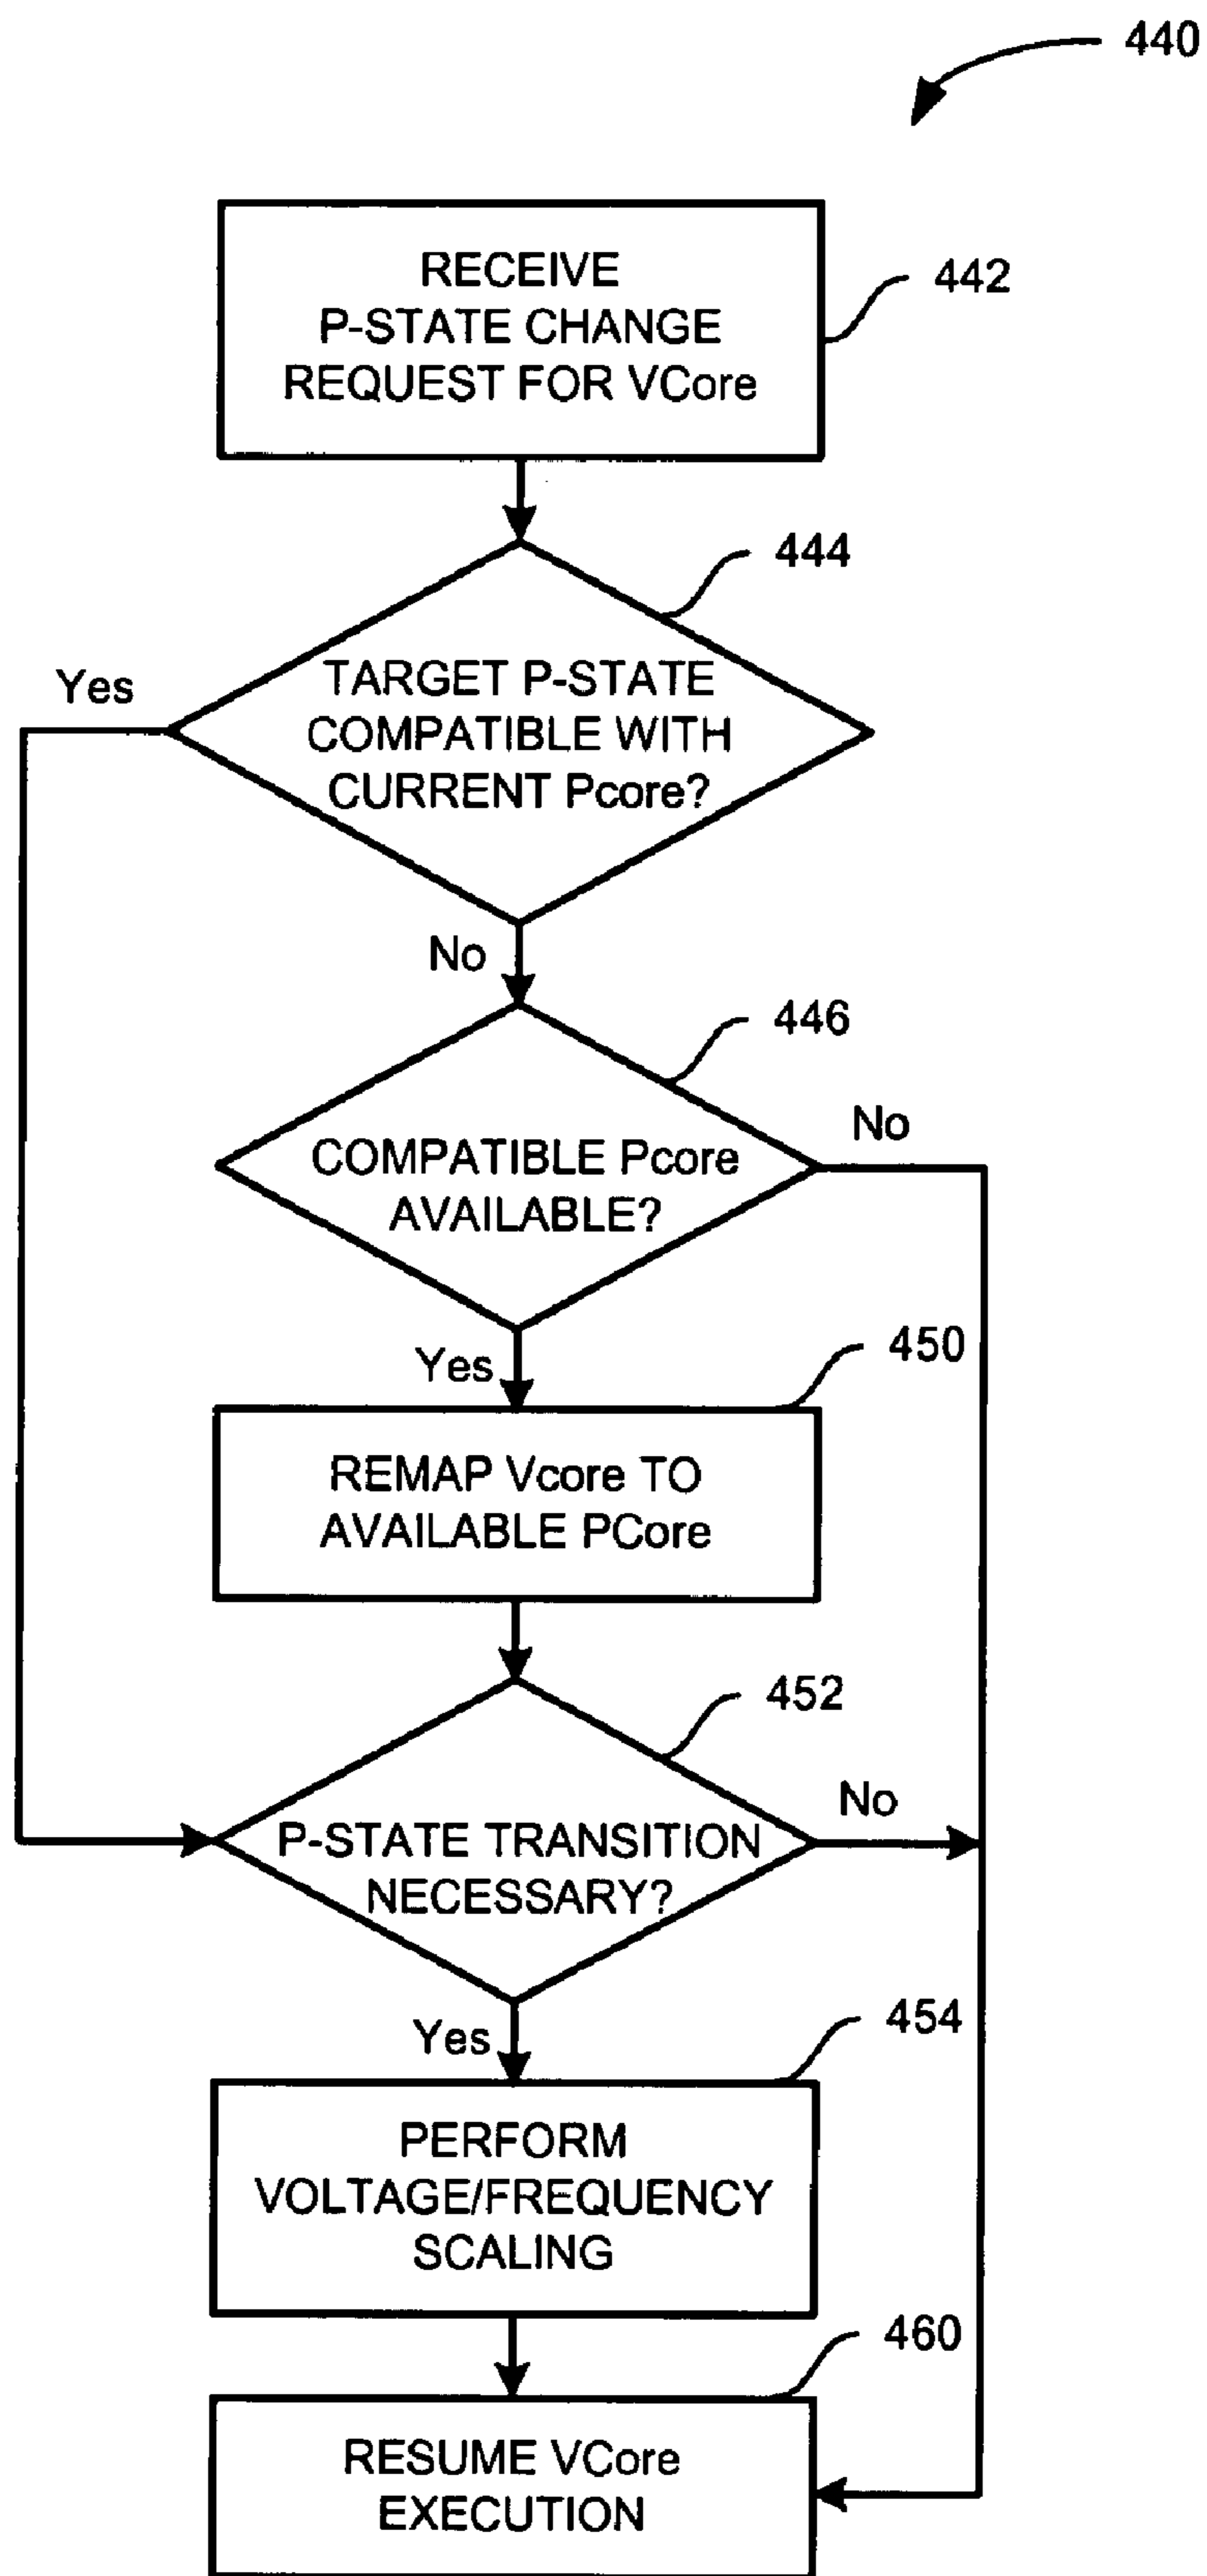 440
RECEIVE
P-STATE CHANGE
REQUEST FOR VCore
442
444
Yes
TARGET P-STATE
COMPATIBLE WITH
CURRENT Pcore?
No
446
No
COMPATIBLE Pcore
AVAILABLE?
Yes
450
REMAP Vcore TO
AVAILABLE PCore
452
No
P-STATE TRANSITION
NECESSARY?
Yes
454
PERFORM
VOLTAGE/FREQUENCY
SCALING
460
RESUME VCore
EXECUTION